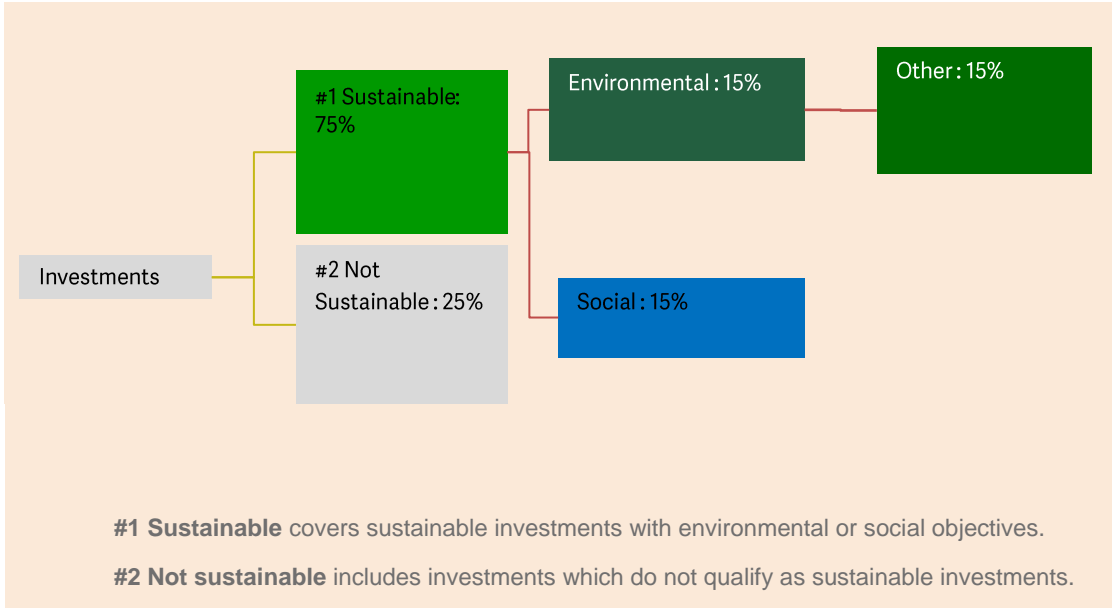 Investments
#1 Sustainable:
75%
#2 Not
Sustainable : 25%
Environmental : 15%
Social : 15%
Other : 15%
#1 Sustainable covers sustainable investments with environmental or social objectives.
#2 Not sustainable includes investments which do not qualify as sustainable investments.